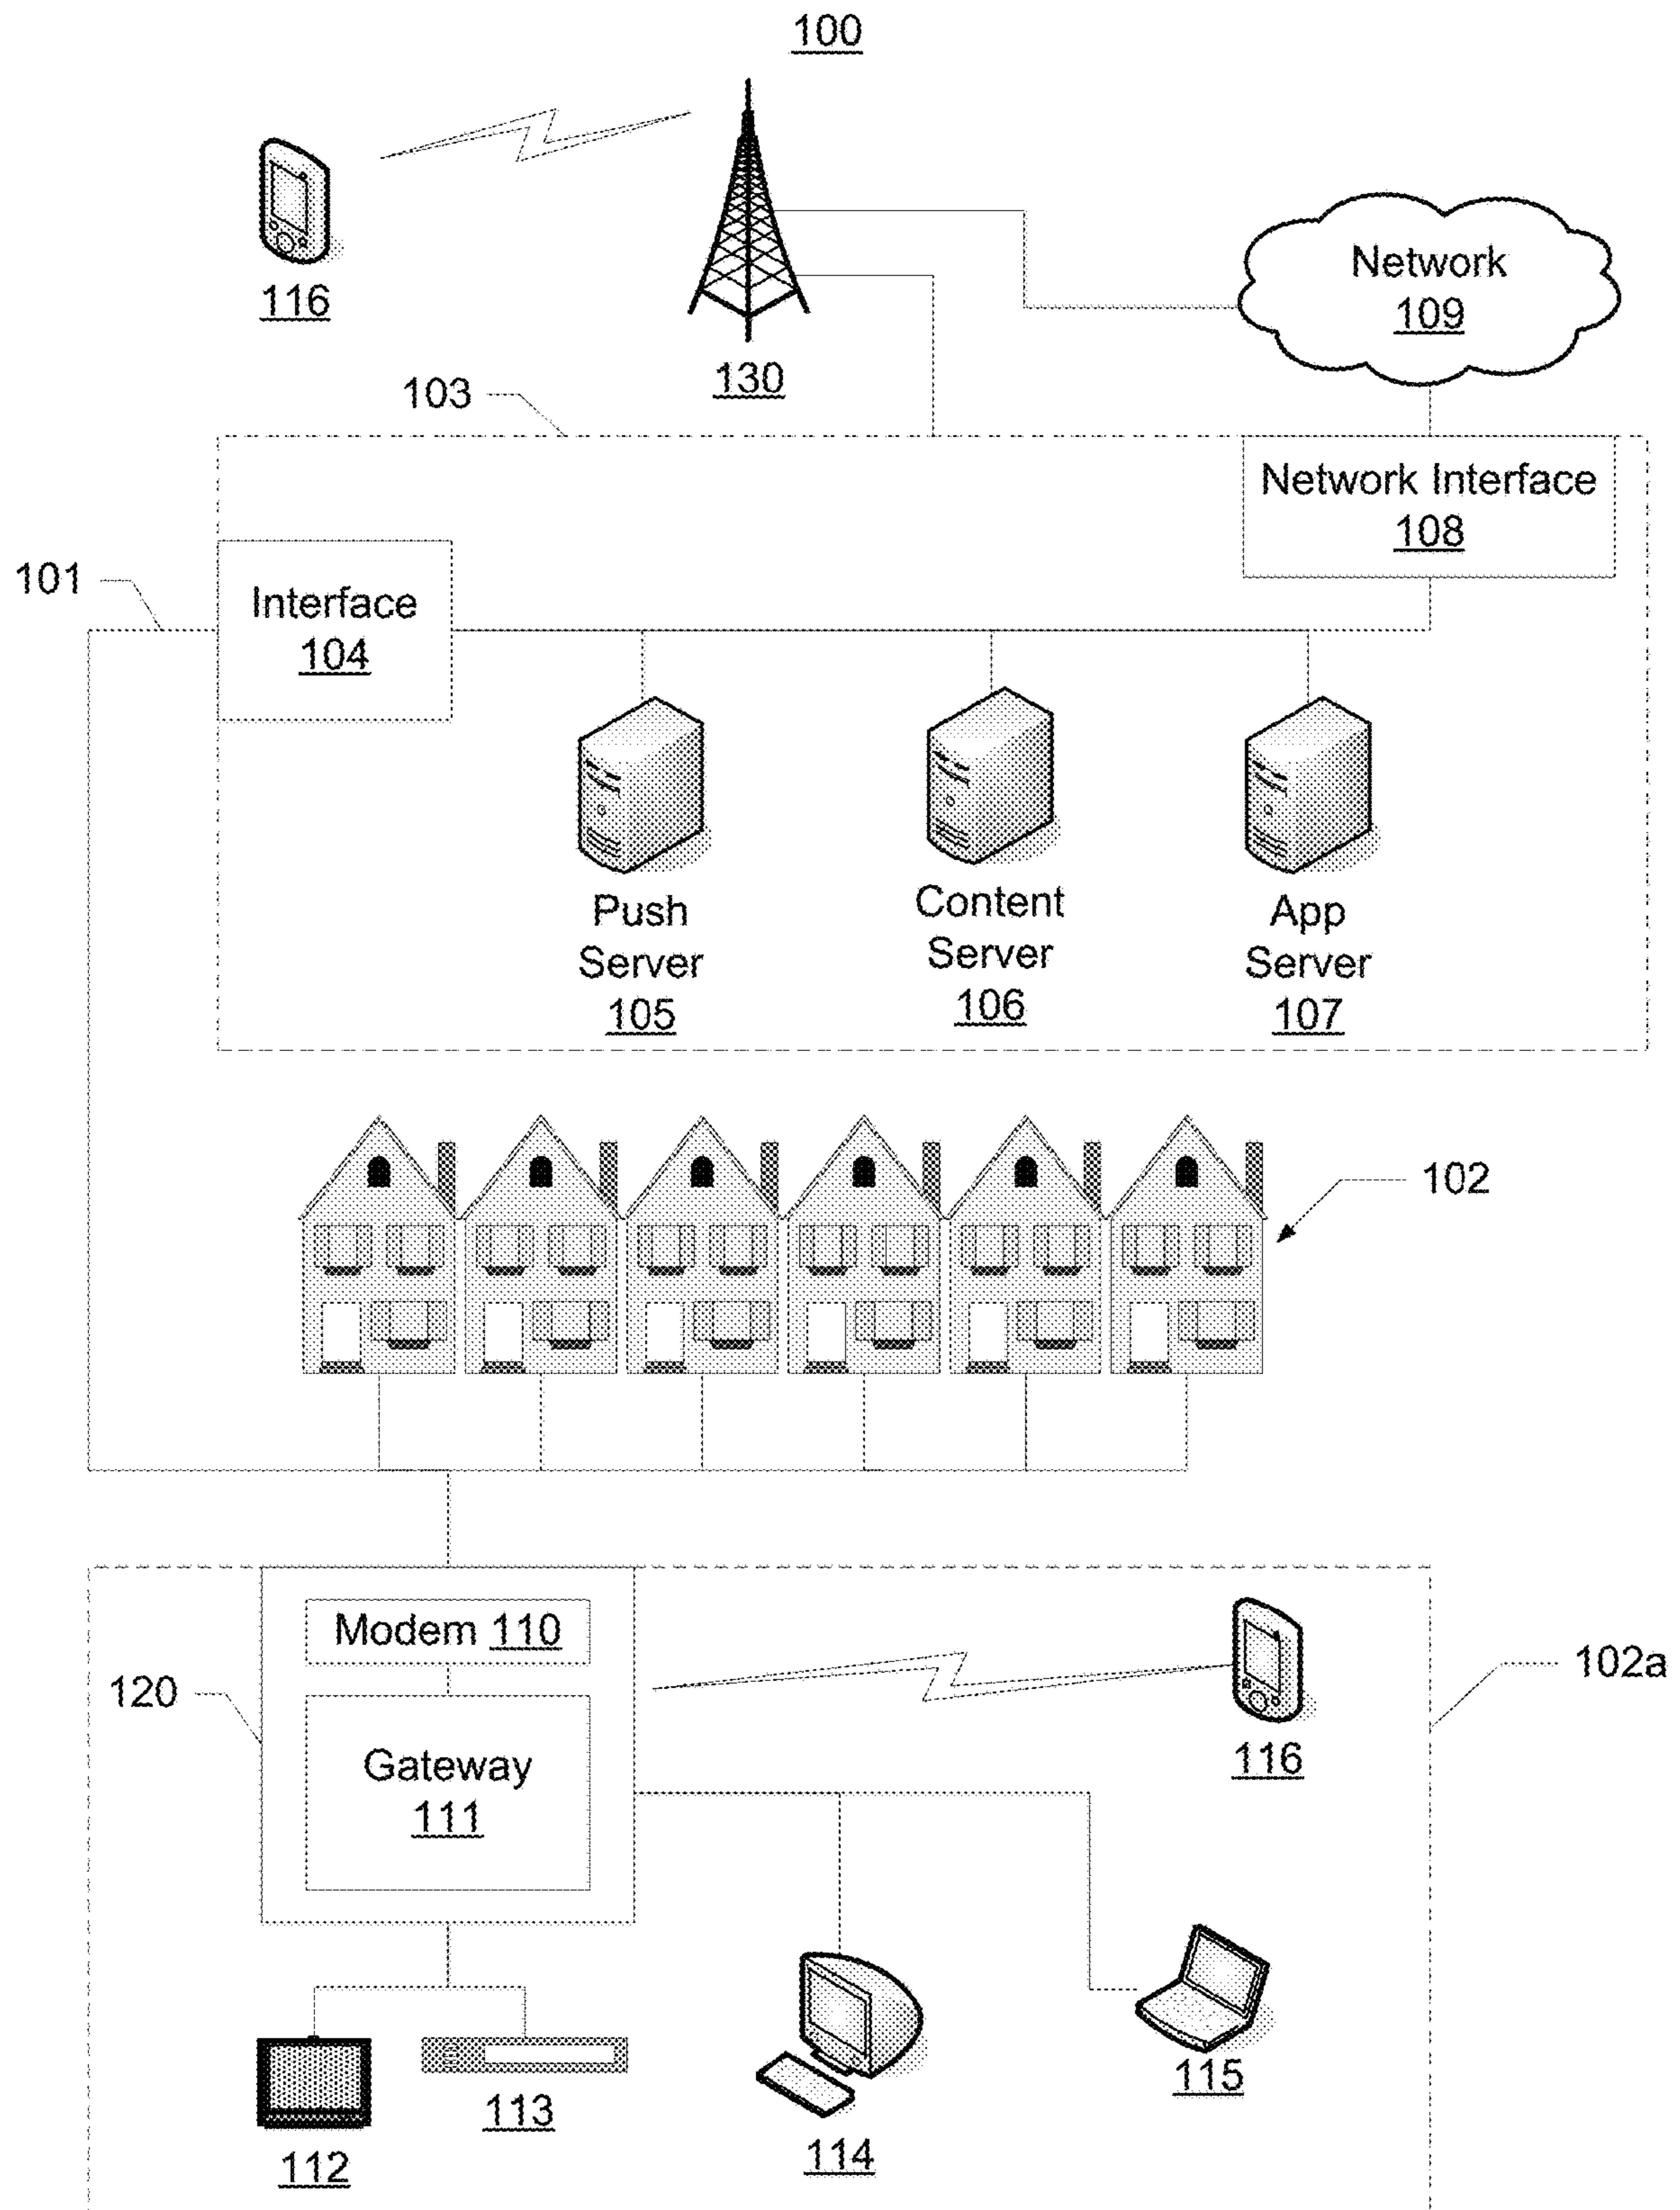 100
116
130
Network
109
103
Network Interface
108
101
Interface
104
Push
Server
105
Content
Server
106
App
Server
107
102
Modem 110
120
102a
Gateway
111
116
112
113
114
115